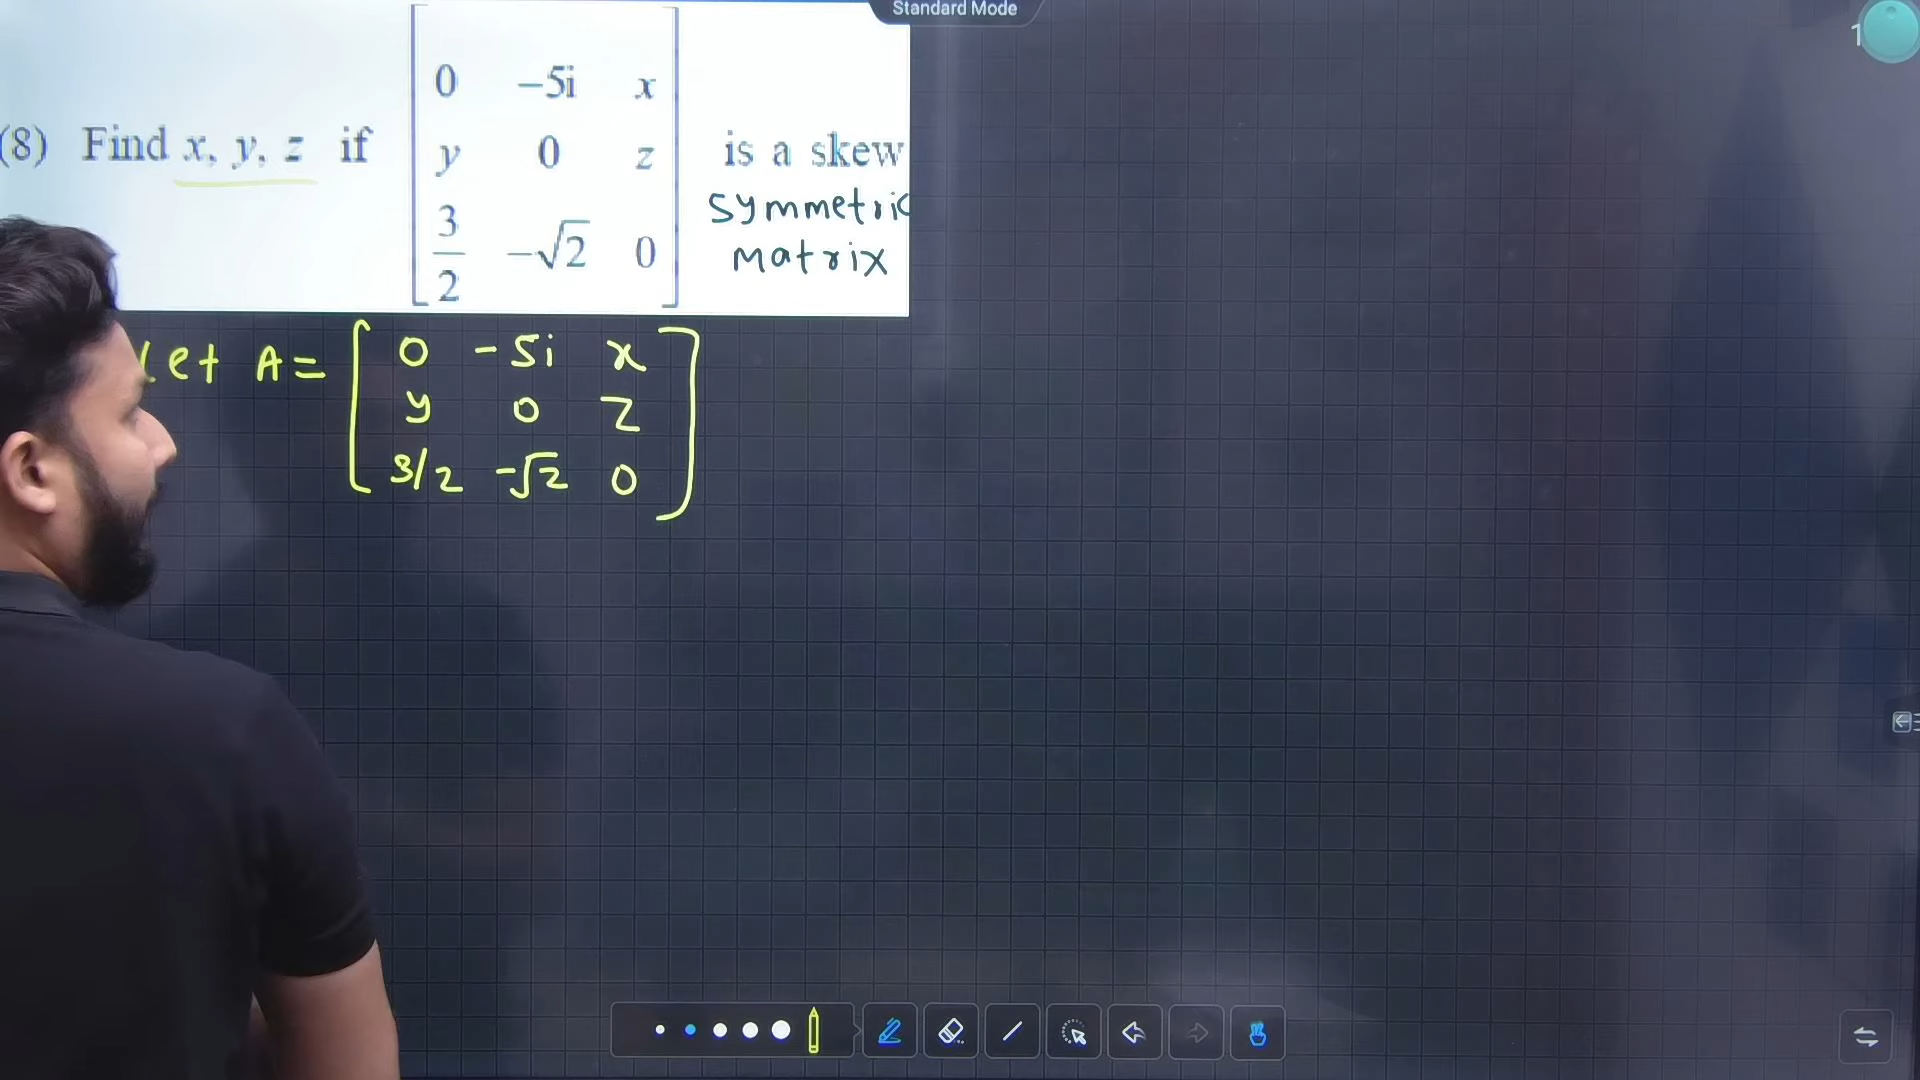 Standard Mode
1
(8) Find x, y, z if [0 -5i x
y 0 z
3/2 -√2 0] is a skew
symmetric
matrix
Let A = [0 -5i x
y 0 z
3/2 -√2 0]